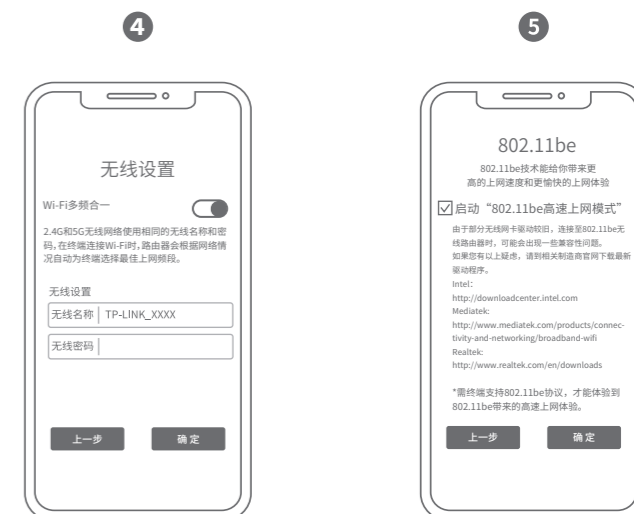 4
无线设置
Wi-Fi多频合一
2.4G和5G无线网络使用相同的无线名称和密
码,在终端连接Wi-Fi时,路由器会根据网络情
况自动为终端选择最佳上网频段。
无线设置
无线名称 TP-LINK_XXXX
无线密码
上一步 确 定
5
802.11be
802.11be技术能给你带来更
高的上网速度和更愉快的上网体验
启动“802.11be高速上网模式”
由于部分无线网卡驱动较旧，连接至802.11be无
线路由器时，可能会出现一些兼容性问题。
如果您有以上疑虑，请到相关制造商官网下载最新
驱动程序。
Intel:
http://downloadcenter.intel.com
Mediatek:
http://www.mediatek.com/products/connec-
tivity-and-networking/broadband-wifi
Realtek:
http://www.realtek.com/en/downloads
*需终端支持802.11be协议，才能体验到
802.11be带来的高速上网体验。
上一步 确 定